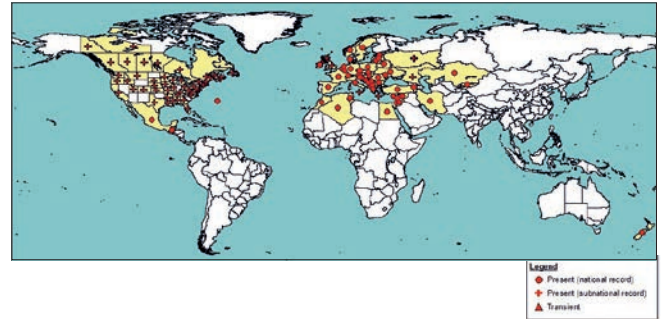 Legend
Present (national record)
Present (subnational record)
Transient